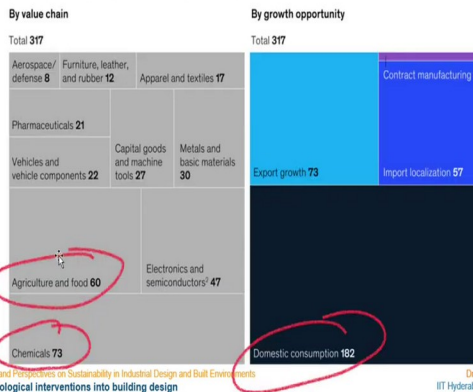 By value chain
Total 317
Aerospace/
defense 8
Furniture, leather,
and rubber 12
Apparel and textiles 17
Pharmaceuticals 21
Vehicles and
vehicle components 22
Capital goods
and machine
tools 27
Metals and
basic materials
30
Agriculture and food 60
Electronics and
semiconductors² 47
Chemicals 73
By growth opportunity
Total 317
Contract manufacturing
Export growth 73
Import localization 57
Domestic consumption 182
and Perspectives on Sustainability in Industrial Design and Built Environments
ological interventions into building design
IIT Hyderal